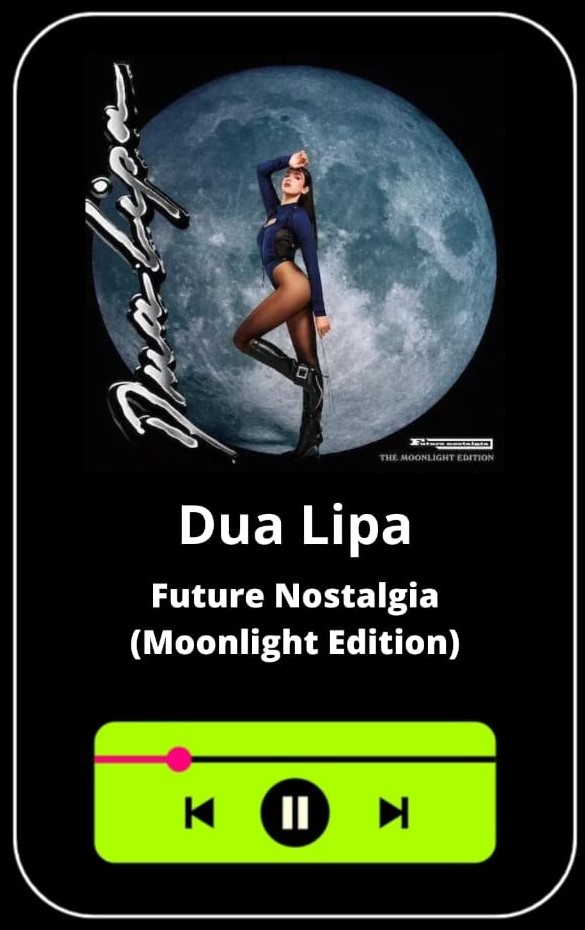 Dua Lipa
Future nostalgia
THE MOONLIGHT EDITION
Dua Lipa
Future Nostalgia
(Moonlight Edition)